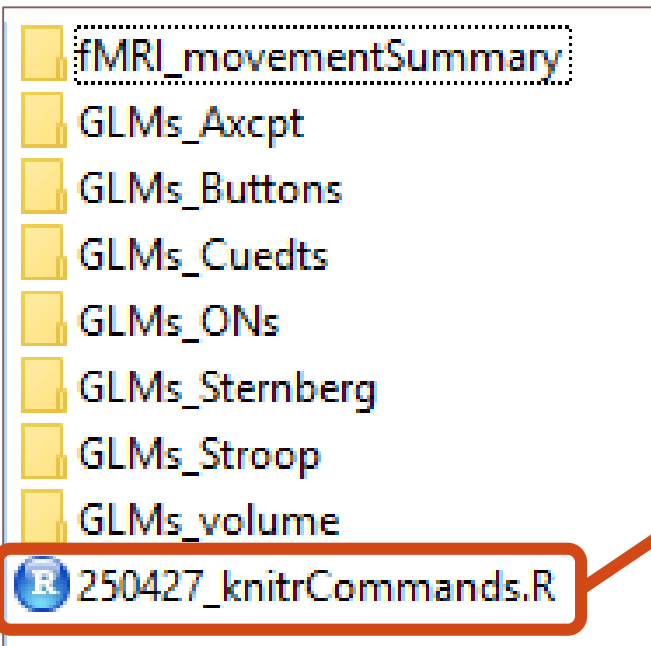 fMRI_movementSummary
GLMs_Axcpt
GLMs_Buttons
GLMs_Cuedts
GLMs_ONs
GLMs_Sternberg
GLMs_Stroop
GLMs_volume
R 250427_knitrCommands.R